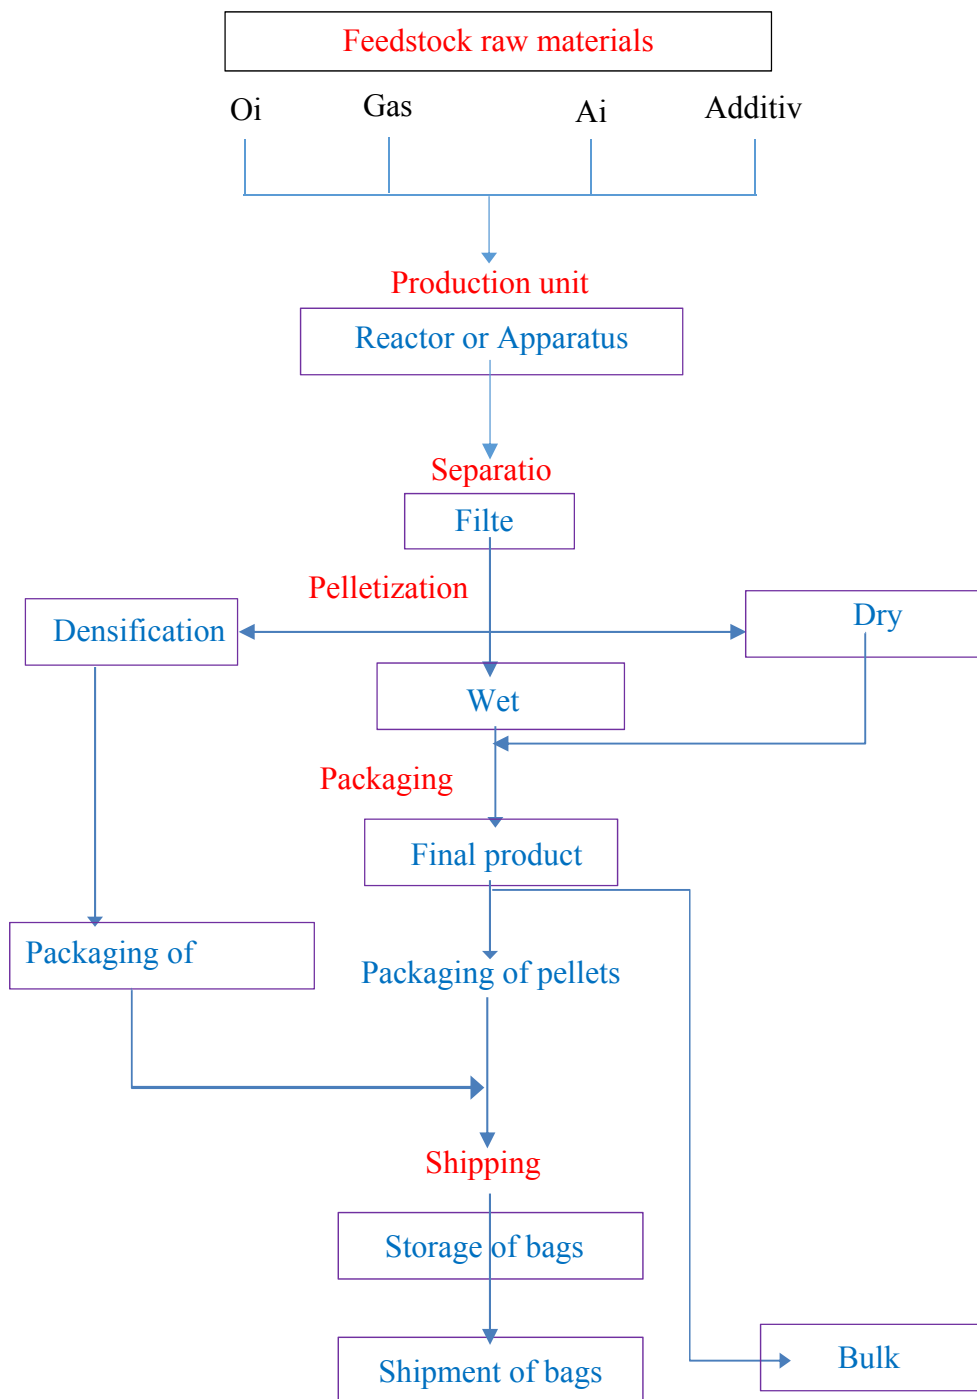 Feedstock raw materials
Oi Gas Ai Additiv
Production unit
Reactor or Apparatus
Separatio
Filte
Pelletization
Densification
Dry
Wet
Packaging
Final product
Packaging of
Packaging of pellets
Shipping
Storage of bags
Shipment of bags
Bulk